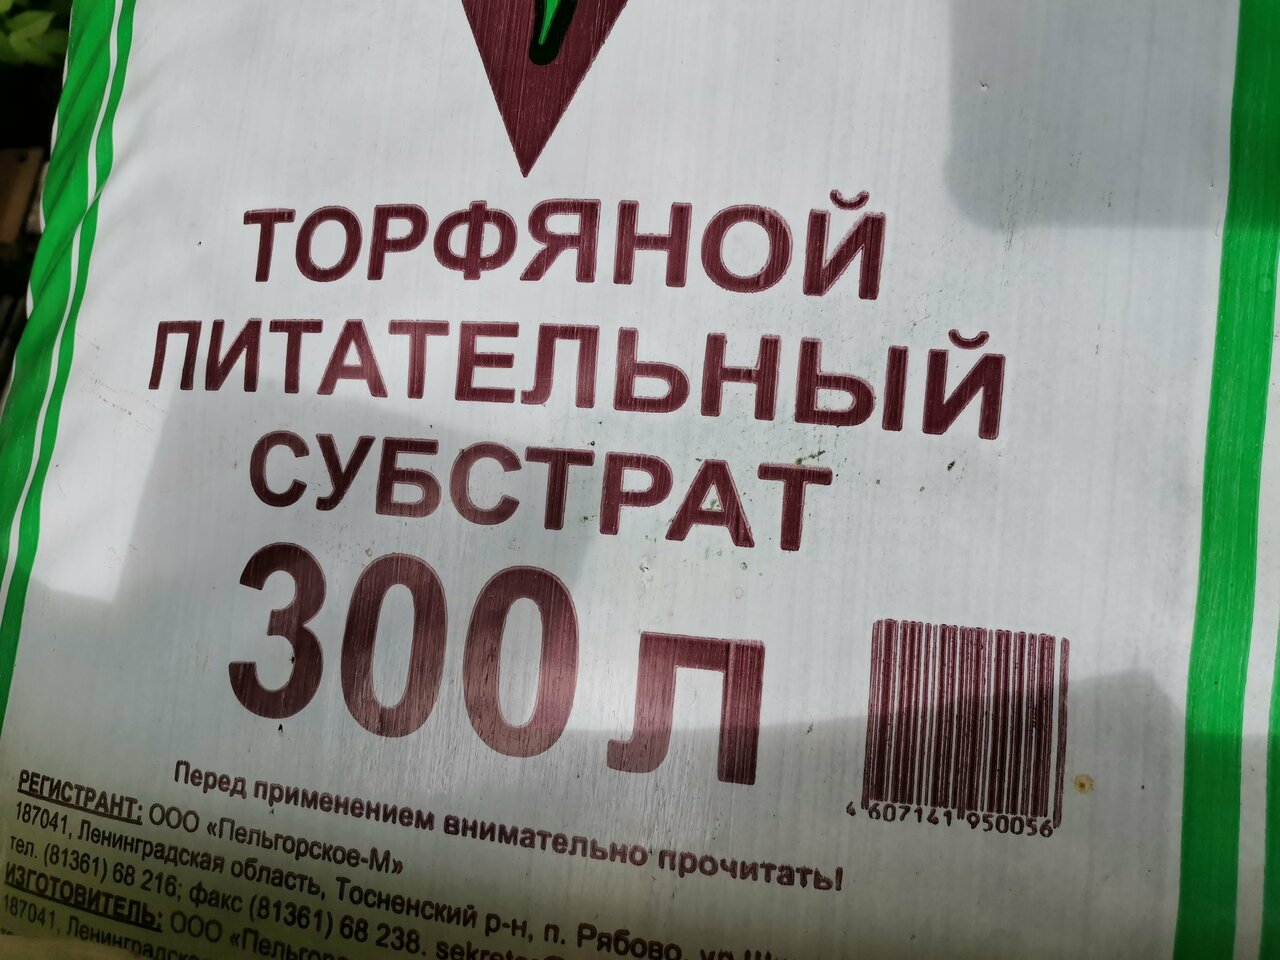 ТОРФЯНОЙ
ПИТАТЕЛЬНЫЙ
СУБСТРАТ
300 л
4 607141 950056
Перед применением внимательно прочитать!
РЕГИСТРАНТ: ООО «Пельгорское-М»
187041, Ленинградская область, Тосненский р-н, п. Рябово, ул.
тел. (81361) 68 216; факс (81361) 68 238.
ИЗГОТОВИТЕЛЬ: ООО
187041,